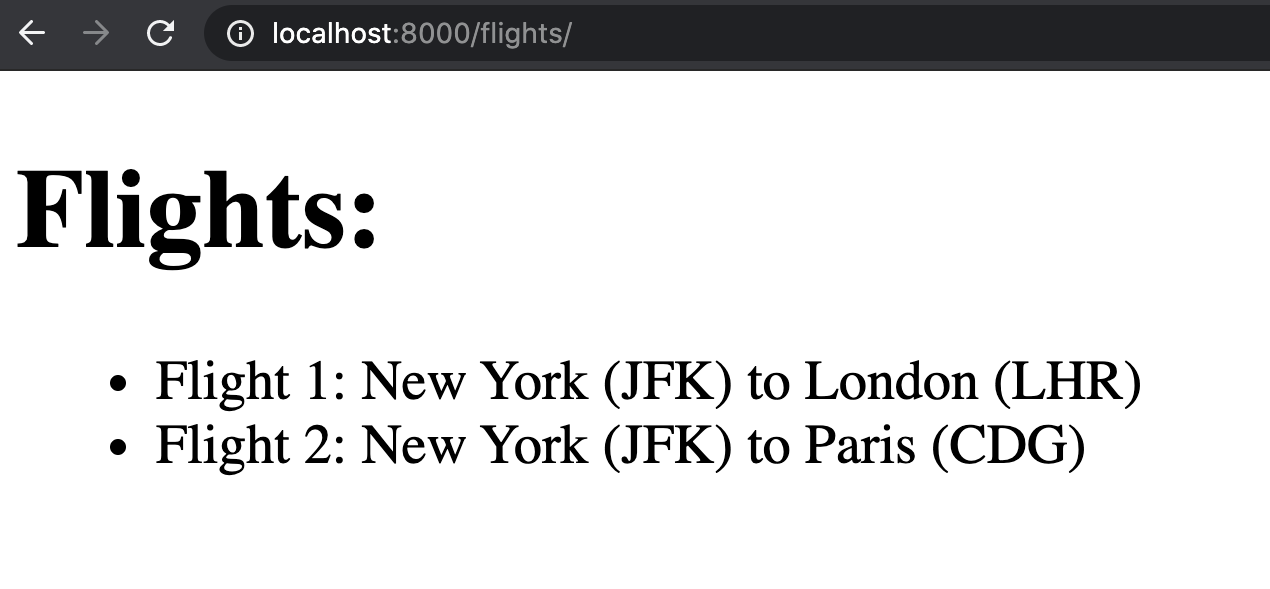 localhost:8000/flights/
Flights:
• Flight 1: New York (JFK) to London (LHR)
• Flight 2: New York (JFK) to Paris (CDG)